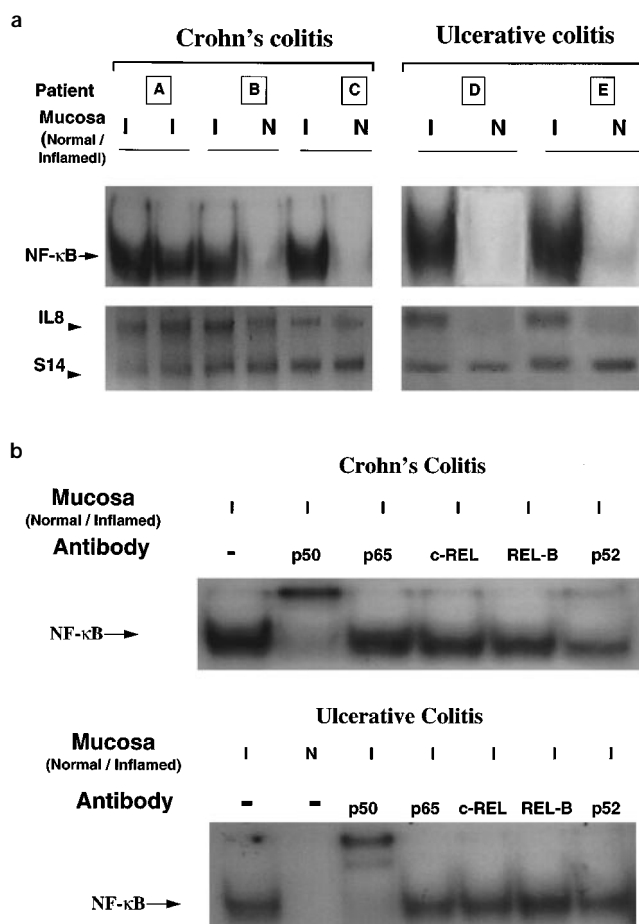 a
Crohn's colitis Ulcerative colitis
Patient A B C D E
Mucosa I I I N I N I N I N
(Normal /
Inflamedl)
NF-κB
IL8
S14
b
Crohn's Colitis
Mucosa I I I I I I
(Normal / Inflamed)
Antibody - p50 p65 c-REL REL-B p52
NF-κB
Ulcerative Colitis
Mucosa I N I I I I I
(Normal / Inflamed)
Antibody - - p50 p65 c-REL REL-B p52
NF-κB